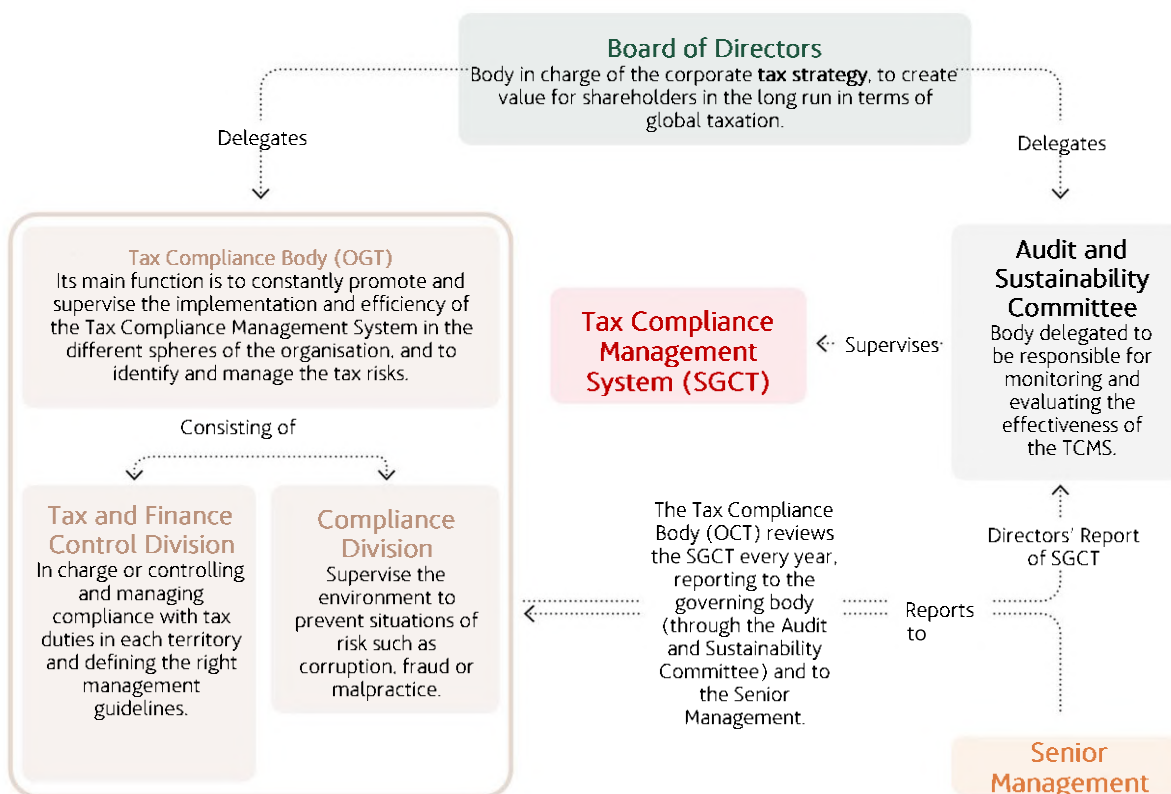 Board of Directors
Body in charge of the corporate tax strategy, to create
value for shareholders in the long run in terms of
global taxation.
Delegates
Delegates
Tax Compliance Body (OGT)
Its main function is to constantly promote and
supervise the implementation and efficiency of
the Tax Compliance Management System in the
different spheres of the organisation, and to
identify and manage the tax risks.
Consisting of
Tax and Finance
Control Division
In charge or controlling
and managing
compliance with tax
duties in each territory
and defining the right
management
guidelines.
Compliance
Division
Supervise the
environment to
prevent situations of
risk such as
corruption, fraud or
malpractice.
Tax Compliance
Management
System (SGCT)
Supervises
Audit and
Sustainability
Committee
Body delegated to
be responsible for
monitoring and
evaluating the
effectiveness of
the TCMS.
The Tax Compliance
Body (OCT) reviews
the SGCT every year,
reporting to the
governing body
(through the Audit
and Sustainability
Committee) and to
the Senior
Management.
Reports
to
Directors' Report
of SGCT
Senior
Management